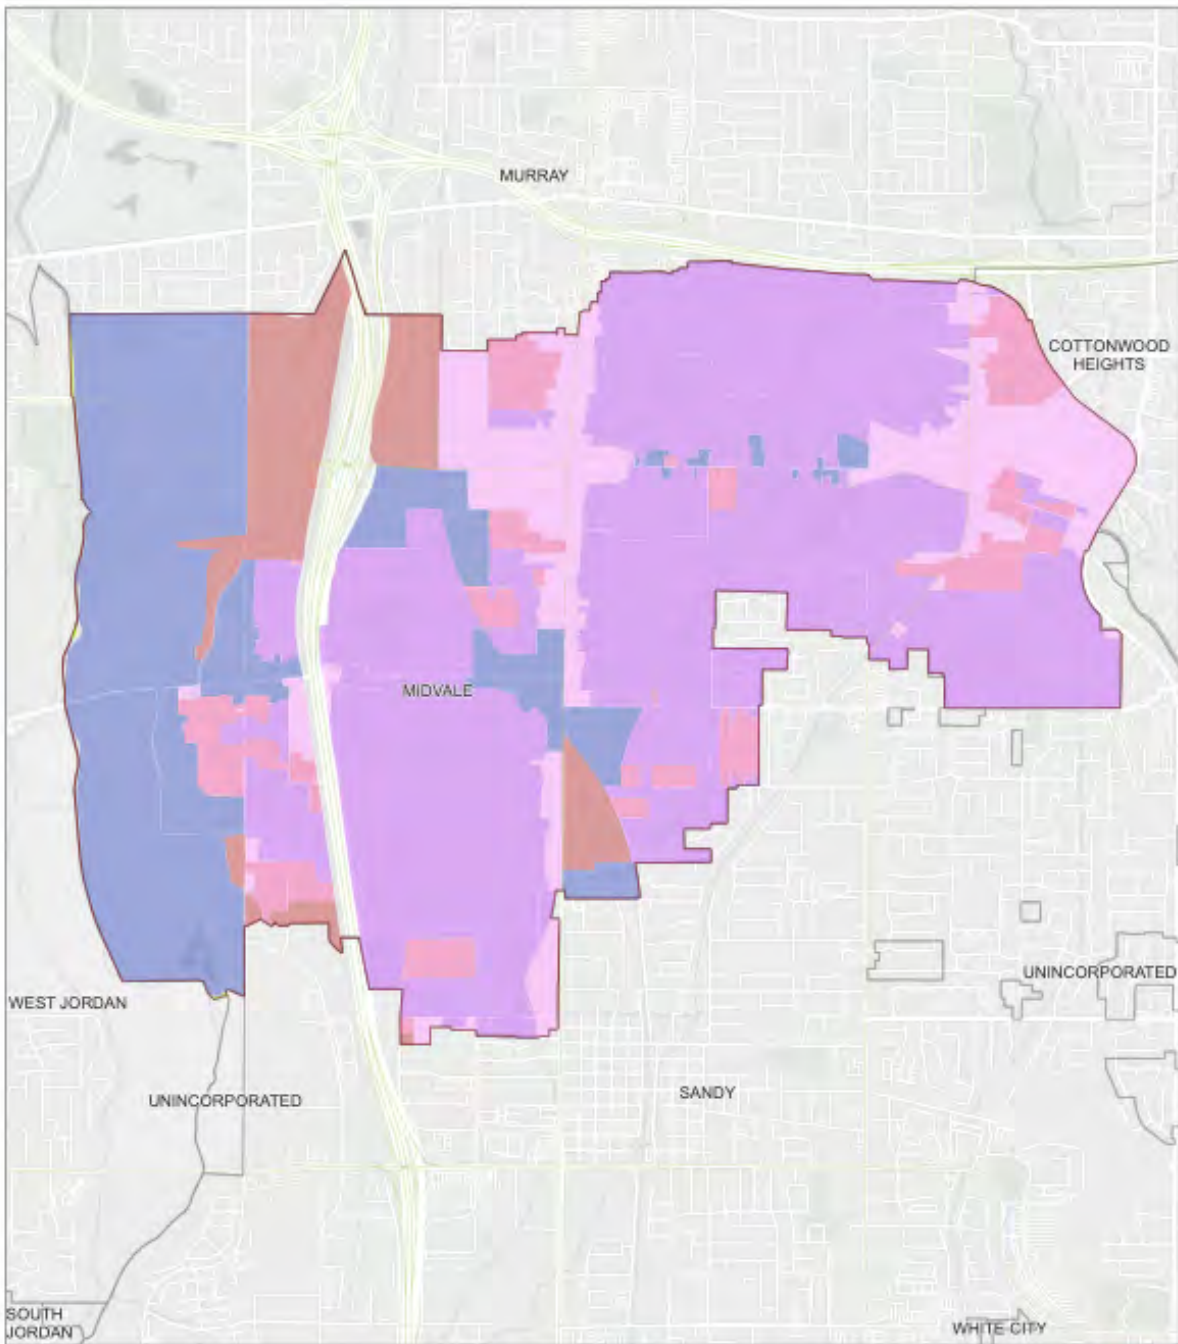 MURRAY
COTTONWOOD
HEIGHTS
MIDVALE
UNINCORPORATED
WEST JORDAN
UNINCORPORATED
SANDY
SOUTH
JORDAN
WHITE CITY